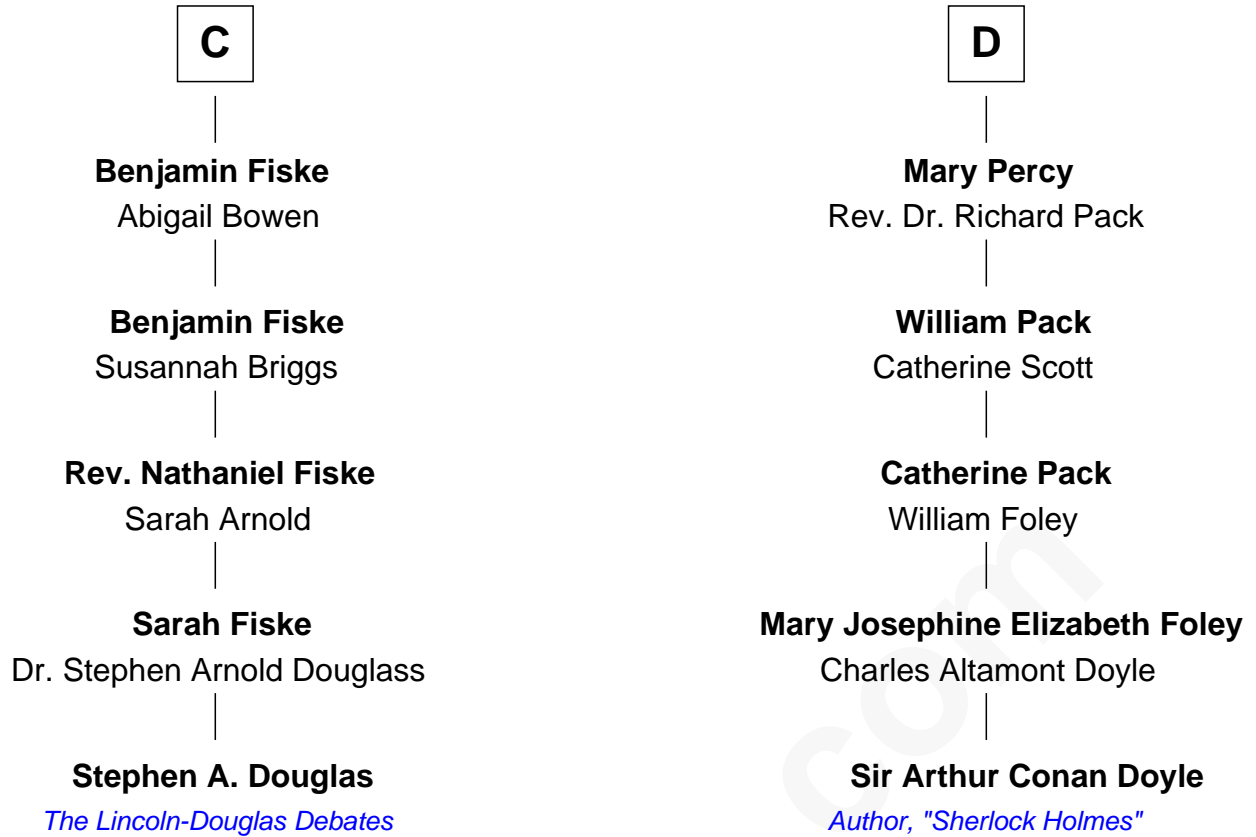 C
Benjamin Fiske
Abigail Bowen
Benjamin Fiske
Susannah Briggs
Rev. Nathaniel Fiske
Sarah Arnold
Sarah Fiske
Dr. Stephen Arnold Douglass
Stephen A. Douglas
The Lincoln-Douglas Debates
D
Mary Percy
Rev. Dr. Richard Pack
William Pack
Catherine Scott
Catherine Pack
William Foley
Mary Josephine Elizabeth Foley
Charles Altamont Doyle
Sir Arthur Conan Doyle
Author, "Sherlock Holmes"
com